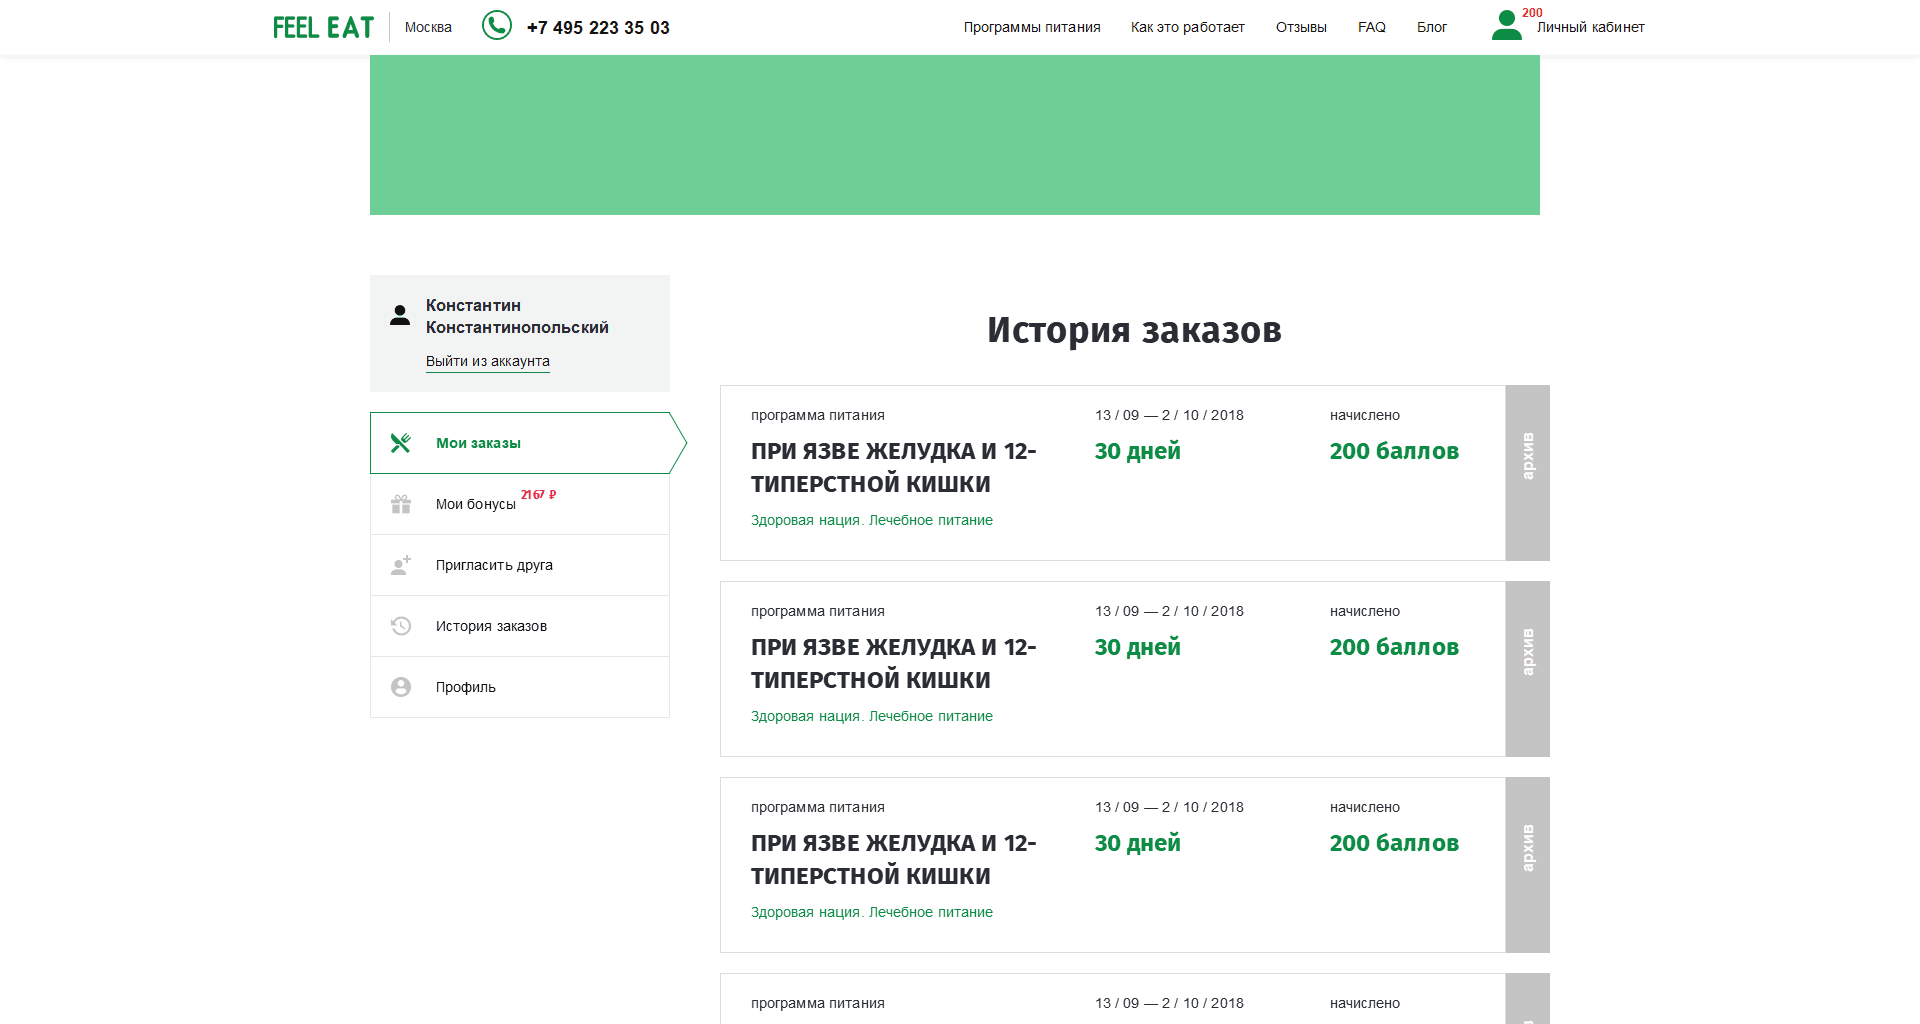 FEEL EAT
Москва
+7 495 223 35 03
Программы питания
Как это работает
Отзывы
FAQ
Блог
200
Личный кабинет
Константин
Константинопольский
Выйти из аккаунта
Мои заказы
Мои бонусы 2167 ₽
Пригласить друга
История заказов
Профиль
История заказов
программа питания
ПРИ ЯЗВЕ ЖЕЛУДКА И 12-
ТИПЕРСТНОЙ КИШКИ
Здоровая нация. Лечебное питание
13 / 09 — 2 / 10 / 2018
30 дней
начислено
200 баллов
архив
программа питания
ПРИ ЯЗВЕ ЖЕЛУДКА И 12-
ТИПЕРСТНОЙ КИШКИ
Здоровая нация. Лечебное питание
13 / 09 — 2 / 10 / 2018
30 дней
начислено
200 баллов
архив
программа питания
ПРИ ЯЗВЕ ЖЕЛУДКА И 12-
ТИПЕРСТНОЙ КИШКИ
Здоровая нация. Лечебное питание
13 / 09 — 2 / 10 / 2018
30 дней
начислено
200 баллов
архив
программа питания
13 / 09 — 2 / 10 / 2018
начислено